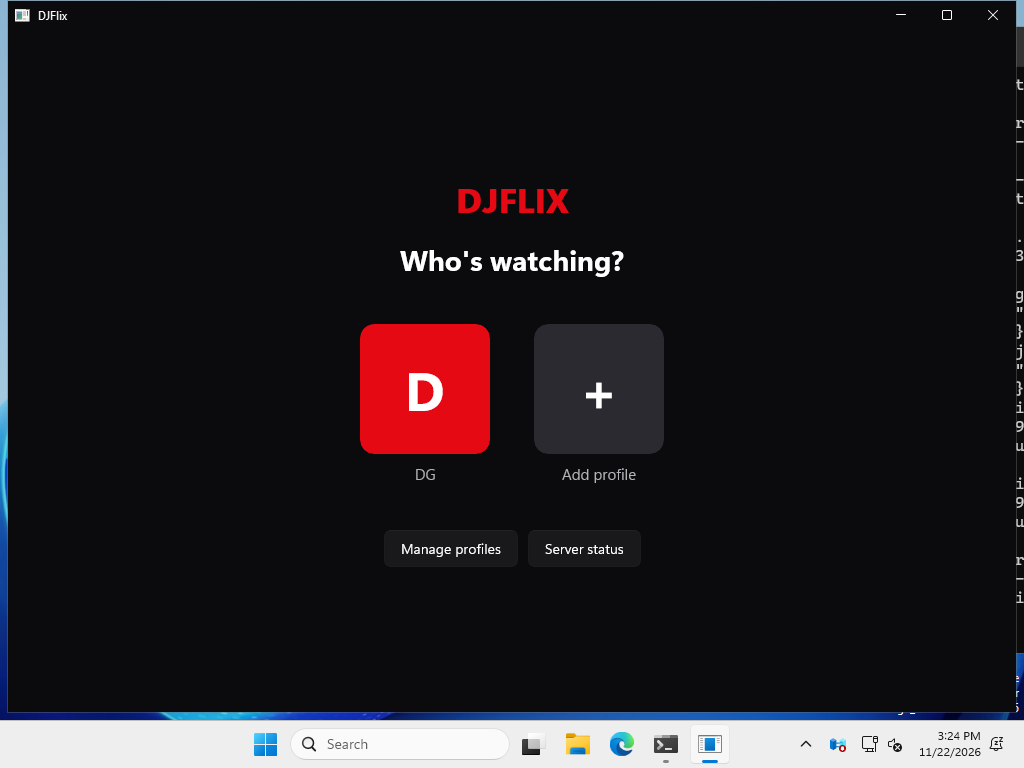 DJFlix
DJFLIX
Who's watching?
D
+
DG
Add profile
Manage profiles
Server status
Search
3:24 PM
11/22/2026